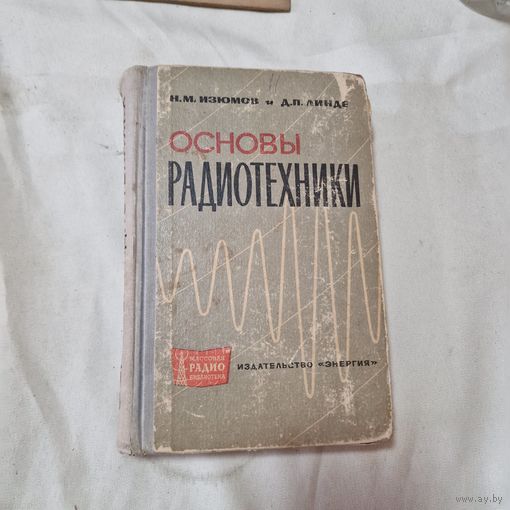 Н.М. ИЗЮМОВ и Д.П. ЛИНДЕ
ОСНОВЫ
РАДИОТЕХНИКИ
МАССОВАЯ
РАДИО
БИБЛИОТЕКА
ИЗДАТЕЛЬСТВО «ЭНЕРГИЯ»
www.ay.by